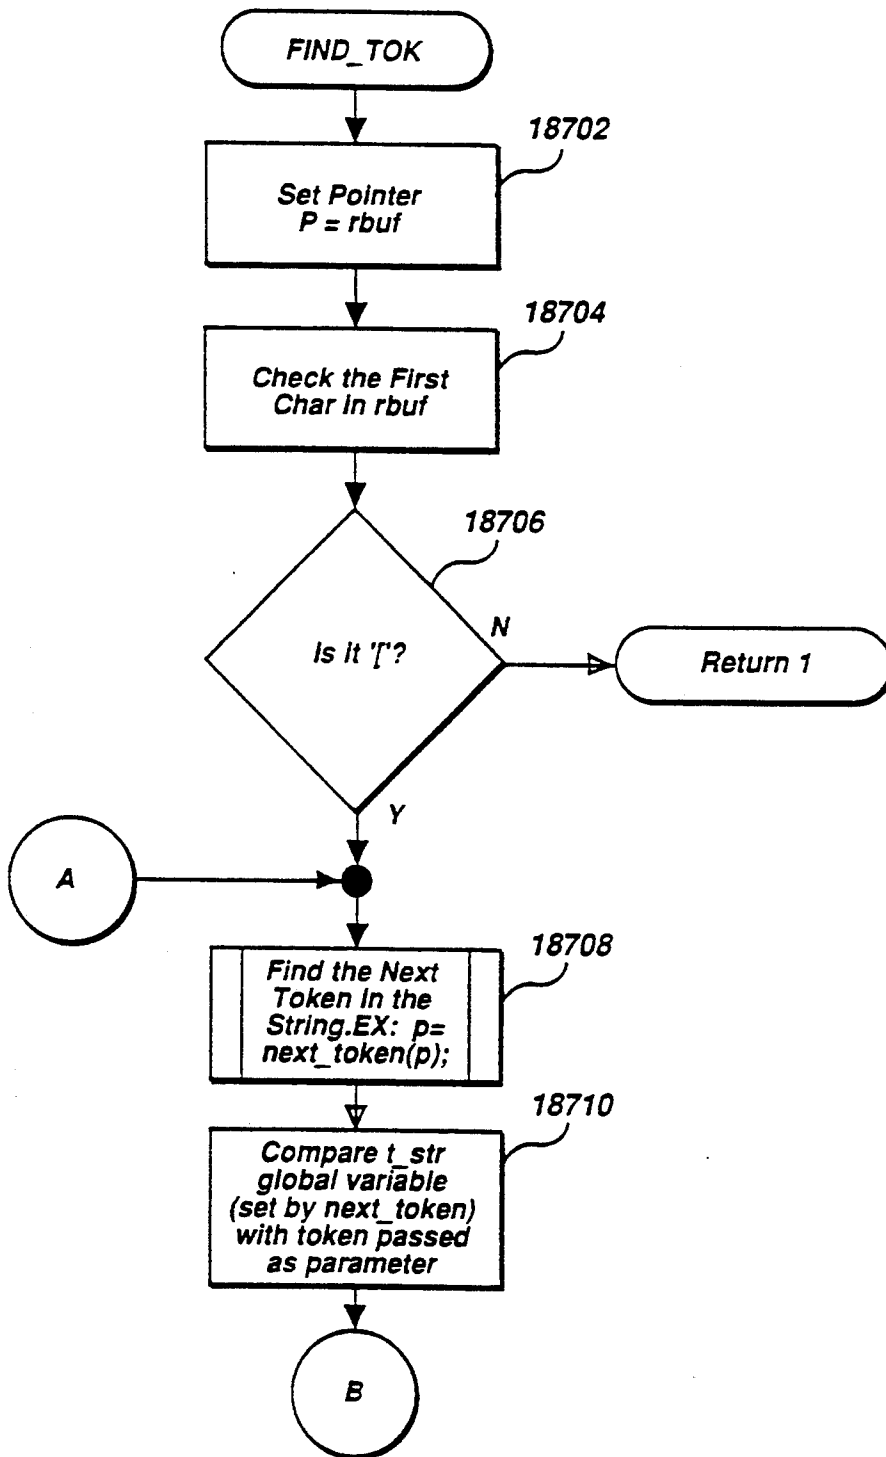 FIND_TOK
18702
Set Pointer
P = rbuf
18704
Check the First
Char in rbuf
18706
Is it '['?
N
Return 1
Y
A
18708
Find the Next
Token in the
String.EX: p=
next_token(p);
18710
Compare t_str
global variable
(set by next_token)
with token passed
as parameter
B